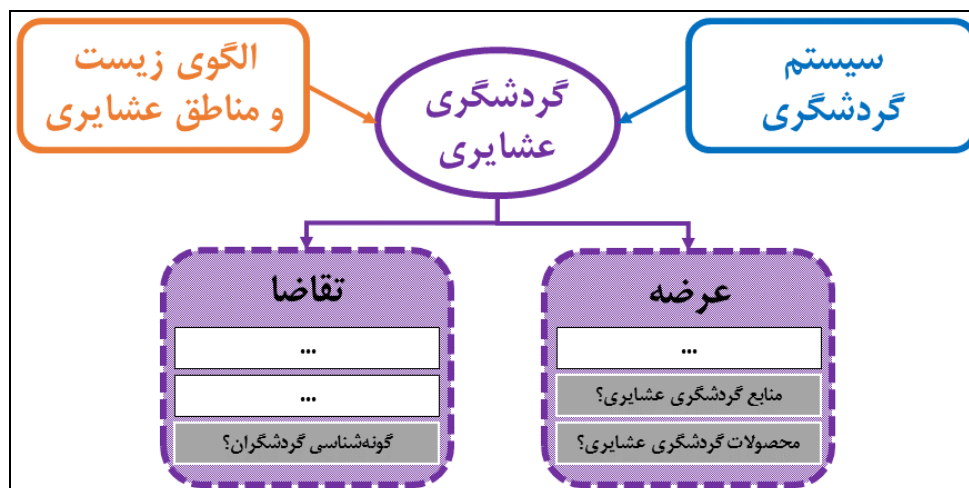 سیستم
گردشگری
گردشگری
عشایری
الگوی زیست
و مناطق عشایری
عرضه
...
منابع گردشگری عشایری؟
محصولات گردشگری عشایری؟
تقاضا
...
...
گونه‌شناسی گردشگران؟